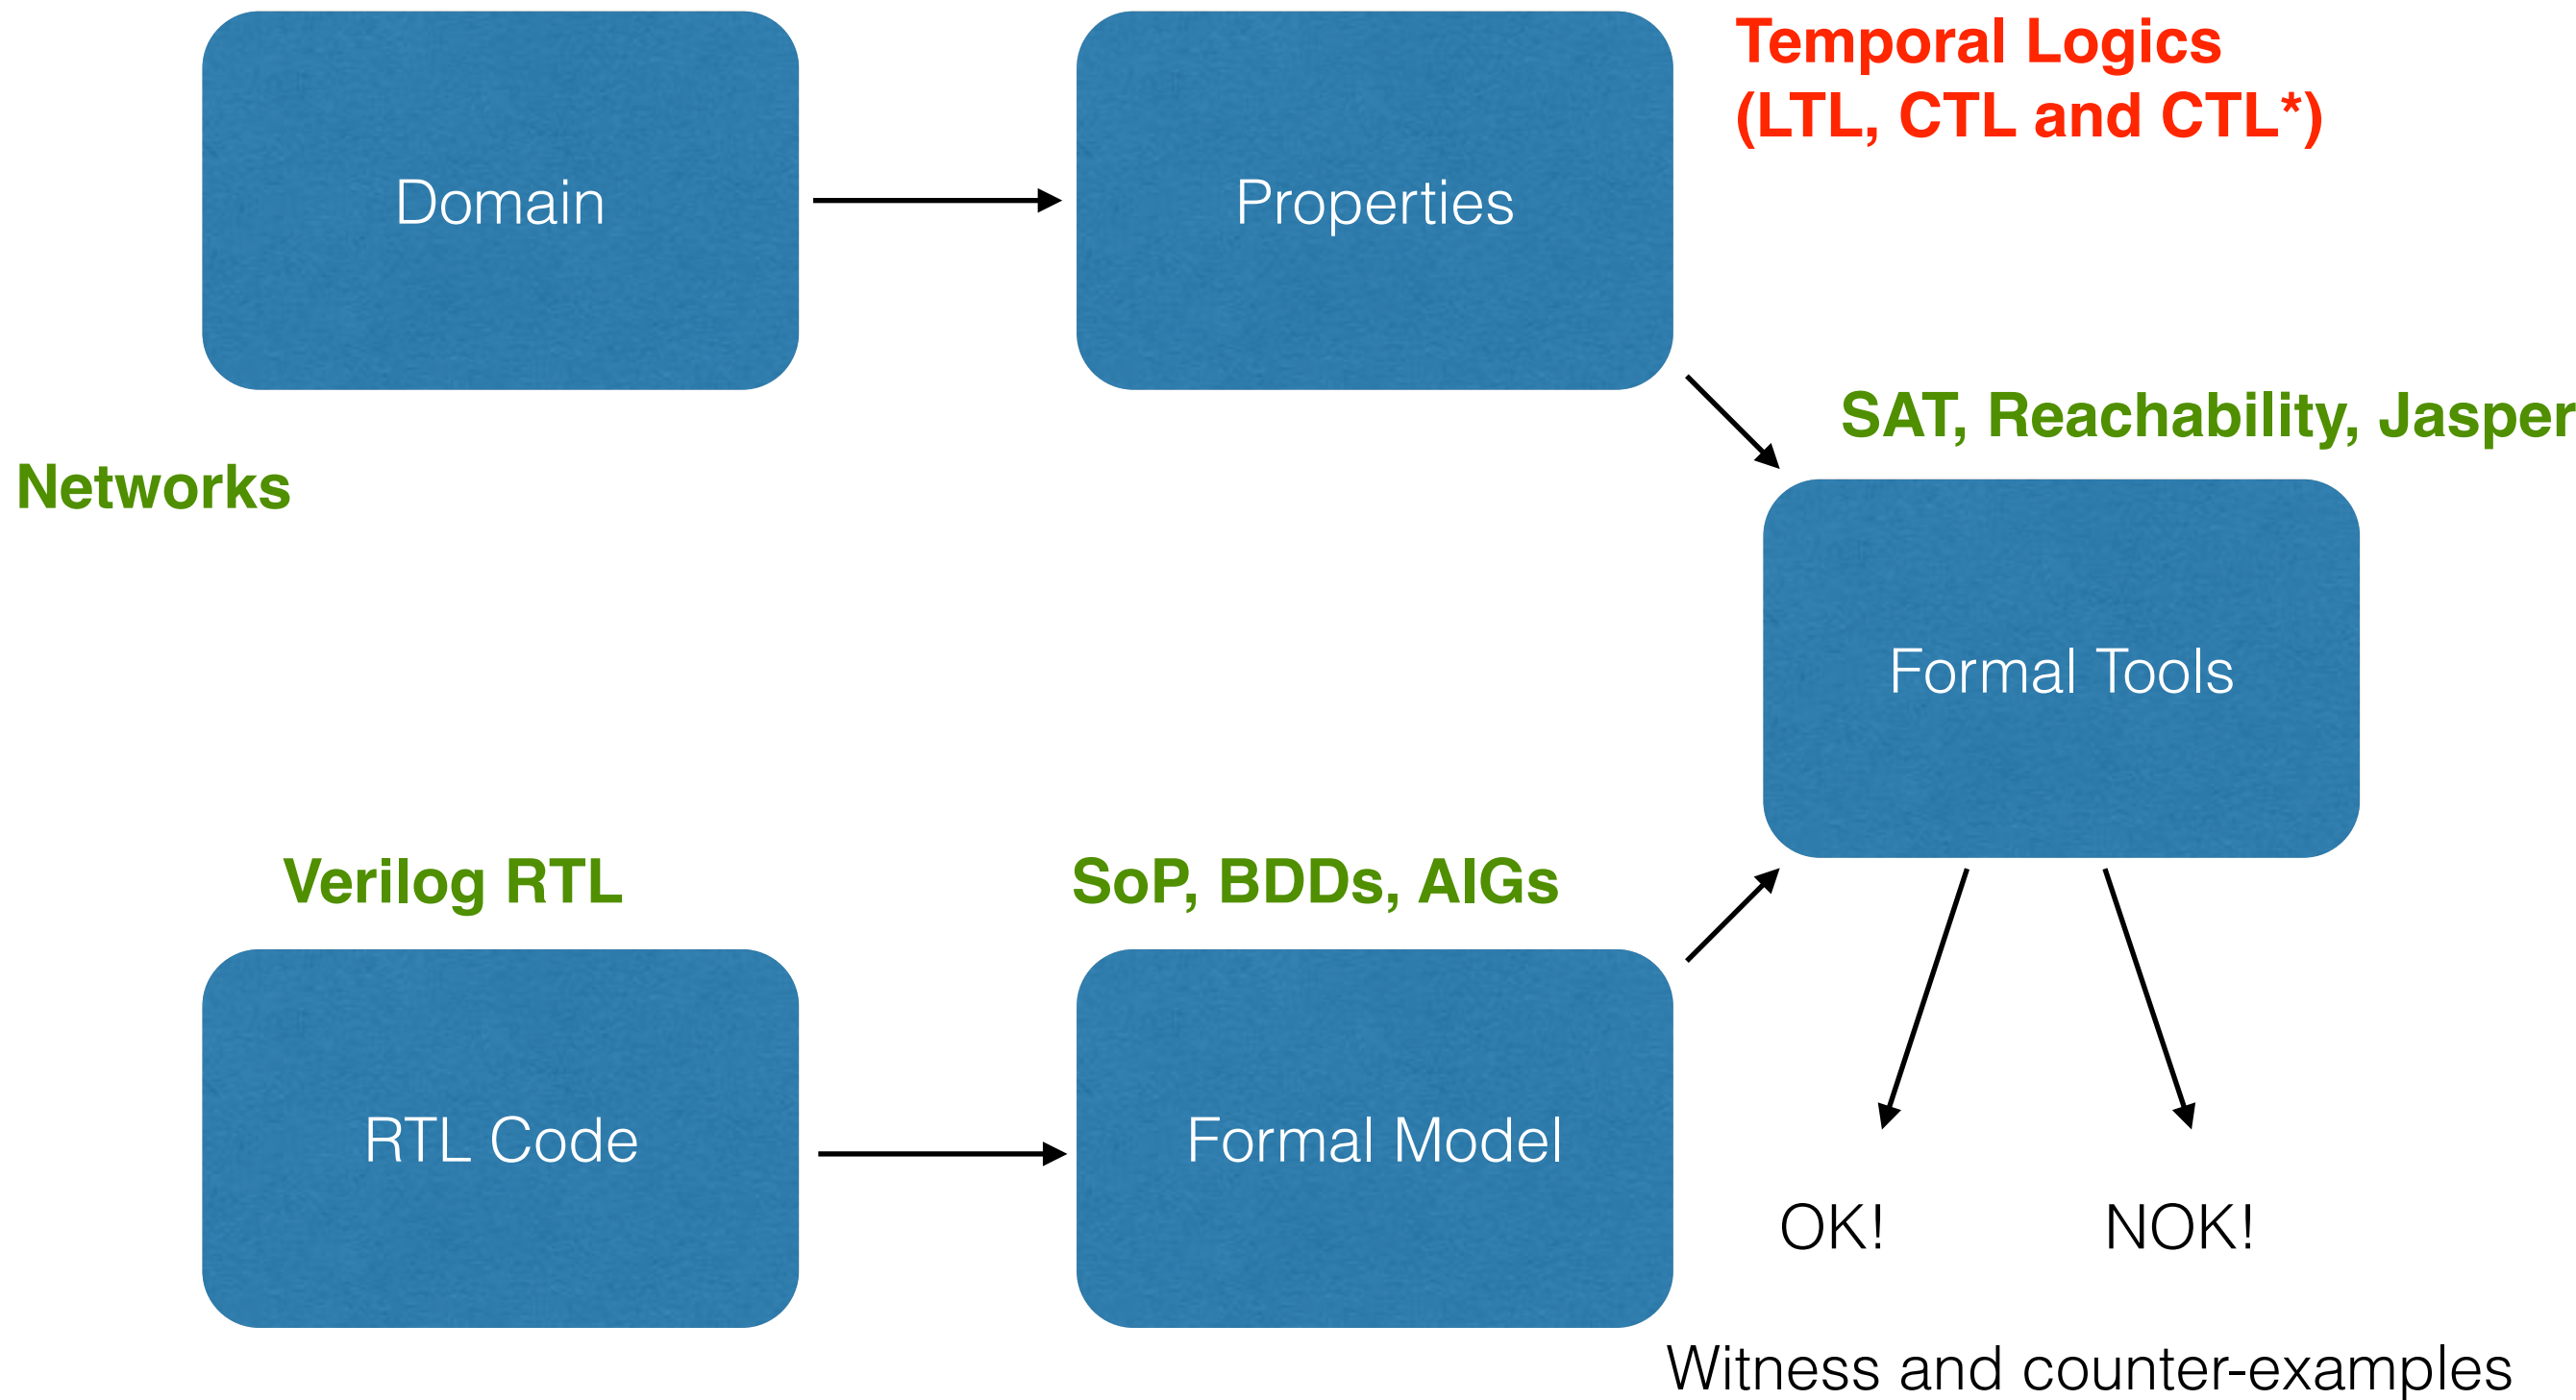 Temporal Logics
(LTL, CTL and CTL*)
Domain
Properties
SAT, Reachability, Jasper
Networks
Formal Tools
Verilog RTL
SoP, BDDs, AIGs
RTL Code
Formal Model
OK!
NOK!
Witness and counter-examples